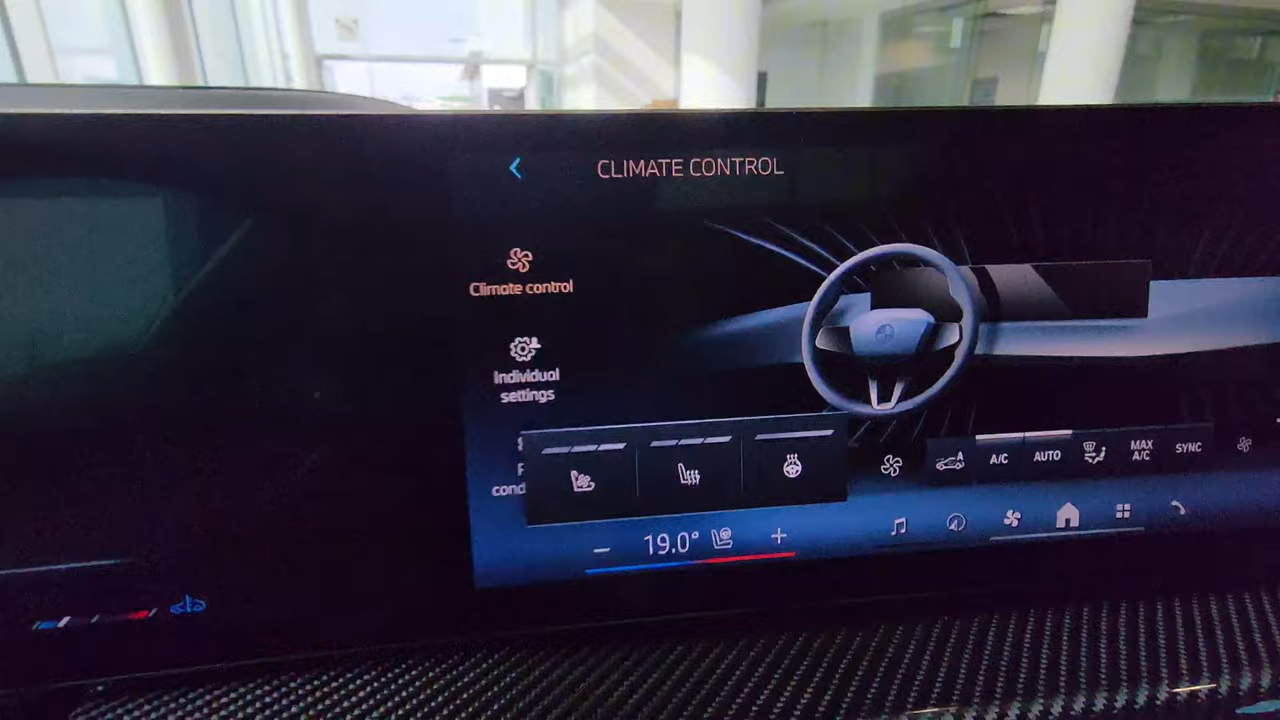 CLIMATE CONTROL
Climate control
Individual
settings
A/C
AUTO
MAX
A/C
SYNC
19.0°